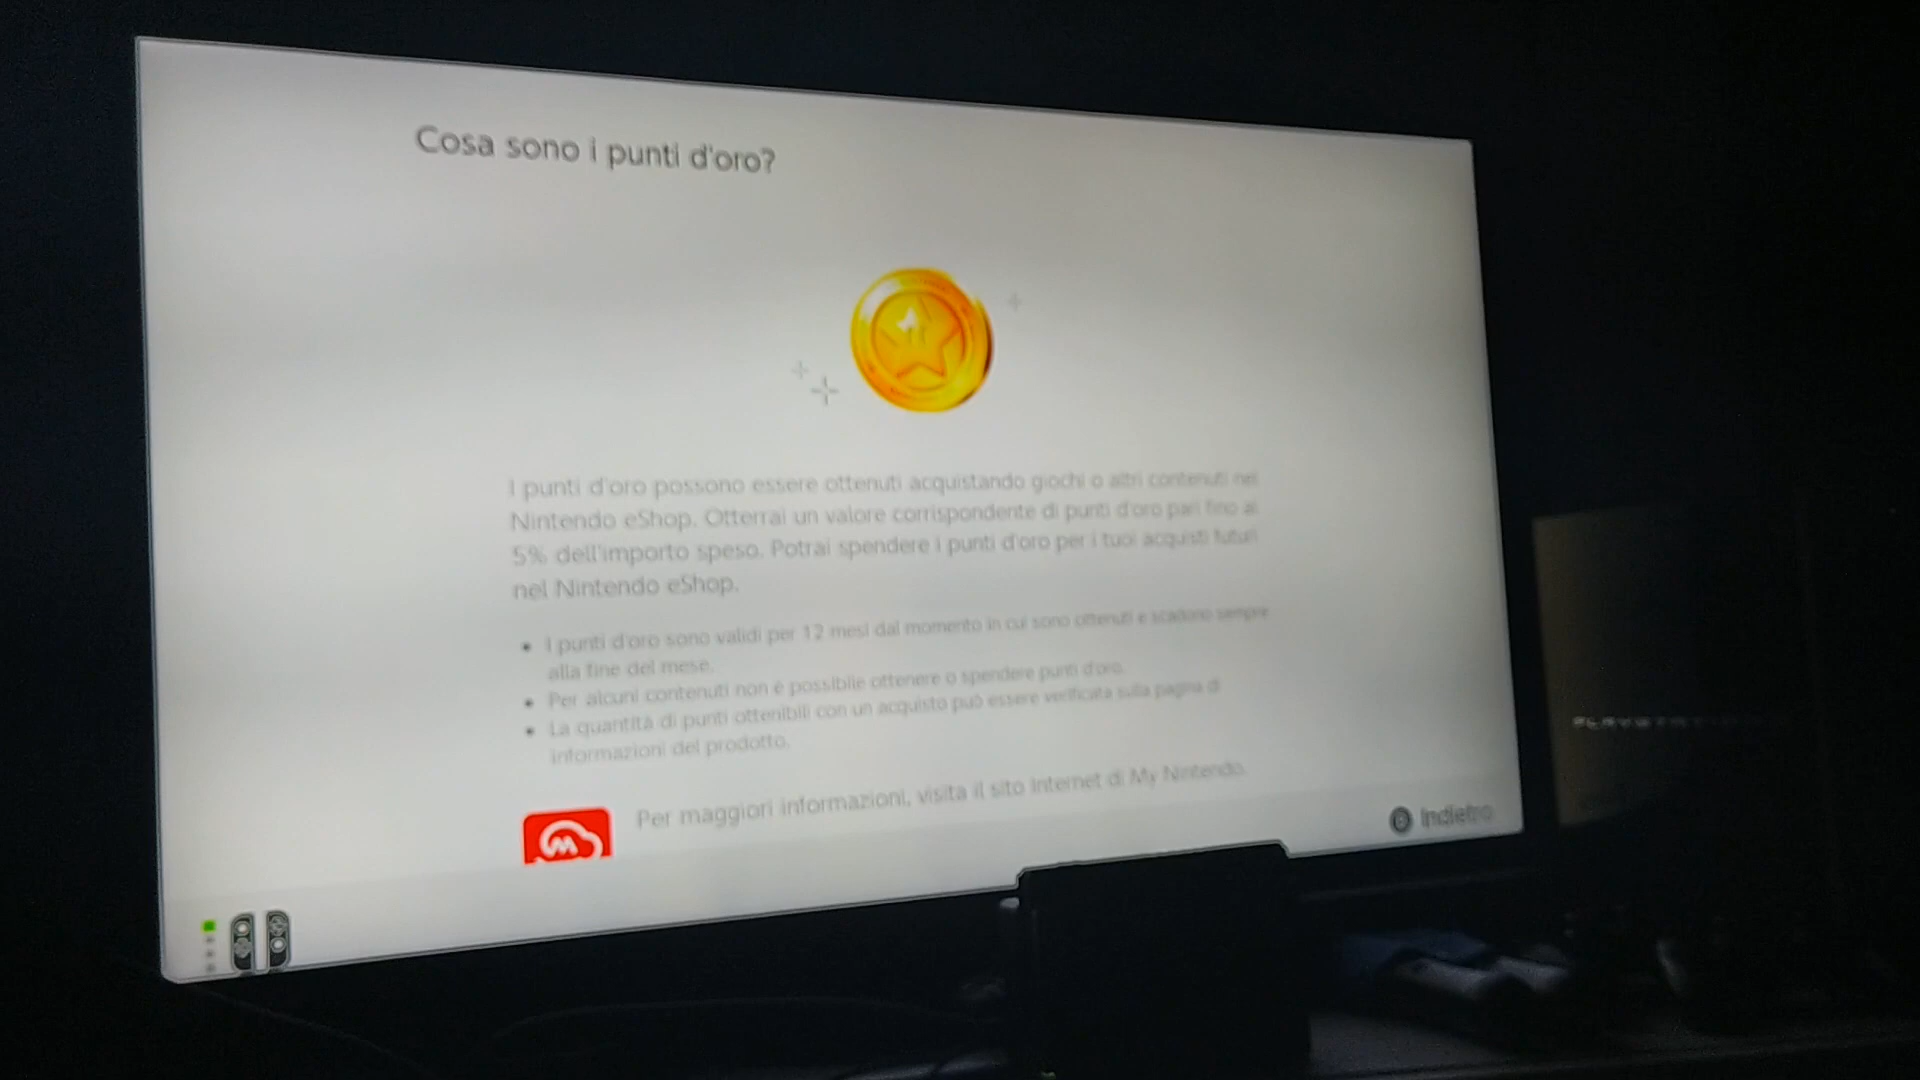 Cosa sono i punti d'oro?
I punti d'oro possono essere ottenuti acquistando giochi o altri contenuti nel
Nintendo eShop. Otterrai un valore corrispondente di punti d'oro pari fino al
5% dell'importo speso. Potrai spendere i punti d'oro per i tuoi acquisti futuri
nel Nintendo eShop.
• I punti d'oro sono validi per 12 mesi dal momento in cui sono ottenuti e scadono sempre
alla fine del mese.
• Per alcuni contenuti non è possibile ottenere o spendere punti d'oro.
• La quantità di punti ottenibili con un acquisto può essere verificata sulla pagina di
informazioni del prodotto.
Per maggiori informazioni, visita il sito Internet di My Nintendo.
Indietro